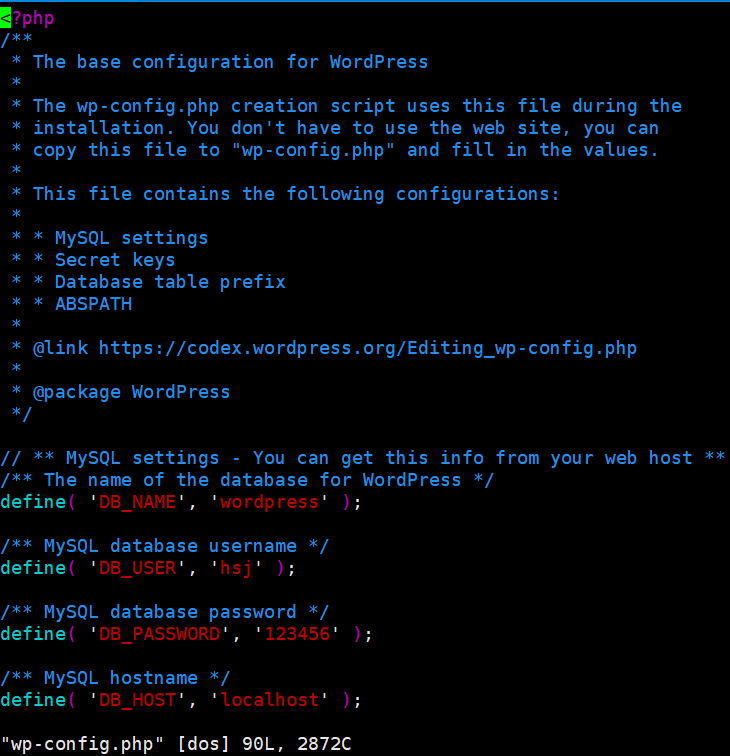 <?php
/**
 * The base configuration for WordPress
 *
 * The wp-config.php creation script uses this file during the
 * installation. You don't have to use the web site, you can
 * copy this file to "wp-config.php" and fill in the values.
 *
 * This file contains the following configurations:
 *
 * * MySQL settings
 * * Secret keys
 * * Database table prefix
 * * ABSPATH
 *
 * @link https://codex.wordpress.org/Editing_wp-config.php
 *
 * @package WordPress
 */

// ** MySQL settings - You can get this info from your web host **
/** The name of the database for WordPress */
define( 'DB_NAME', 'wordpress' );

/** MySQL database username */
define( 'DB_USER', 'hsj' );

/** MySQL database password */
define( 'DB_PASSWORD', '123456' );

/** MySQL hostname */
define( 'DB_HOST', 'localhost' );

"wp-config.php" [dos] 90L, 2872C